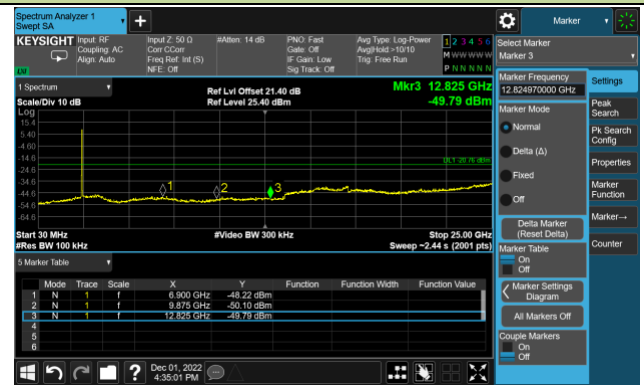 Spectrum Analyzer 1
Swept SA
Marker
KEYSIGHT
Input: RF
Coupling: AC
Align: Auto
Input Z: 50 Ω
Corr CCorr
Freq Ref: Int (S)
NFE: Off
#Atten: 14 dB
PNO: Fast
Gate: Off
IF Gain: Low
Sig Track: Off
Avg Type: Log-Power
Avg|Hold:>10/10
Trig: Free Run
1 2 3 4 5 6
M W W W W W
P N N N N N
LXI
Select Marker
Marker 3
1 Spectrum
Scale/Div 10 dB
Ref Lvl Offset 21.40 dB
Ref Level 25.40 dBm
Mkr3 12.825 GHz
-49.79 dBm
Log
15.4
5.40
-4.60
-14.6
-24.6
-34.6
-44.6
-54.6
-64.6
DL1 -20.76 dBm
1
2
3
Start 30 MHz
#Res BW 100 kHz
#Video BW 300 kHz
Stop 25.00 GHz
Sweep ~2.44 s (2001 pts)
5 Marker Table
Mode Trace Scale X Y Function Function Width Function Value
1 N 1 f 6.900 GHz -48.22 dBm
2 N 1 f 9.875 GHz -50.10 dBm
3 N 1 f 12.825 GHz -49.79 dBm
4
5
6
Marker Frequency
12.824970000 GHz
Marker Mode
Normal
Delta (Δ)
Fixed
Off
Delta Marker
(Reset Delta)
Marker Table
On
Off
Marker Settings
Diagram
All Markers Off
Couple Markers
On
Off
Settings
Peak
Search
Pk Search
Config
Properties
Marker
Function
Marker→
Counter
?
Dec 01, 2022
4:35:01 PM